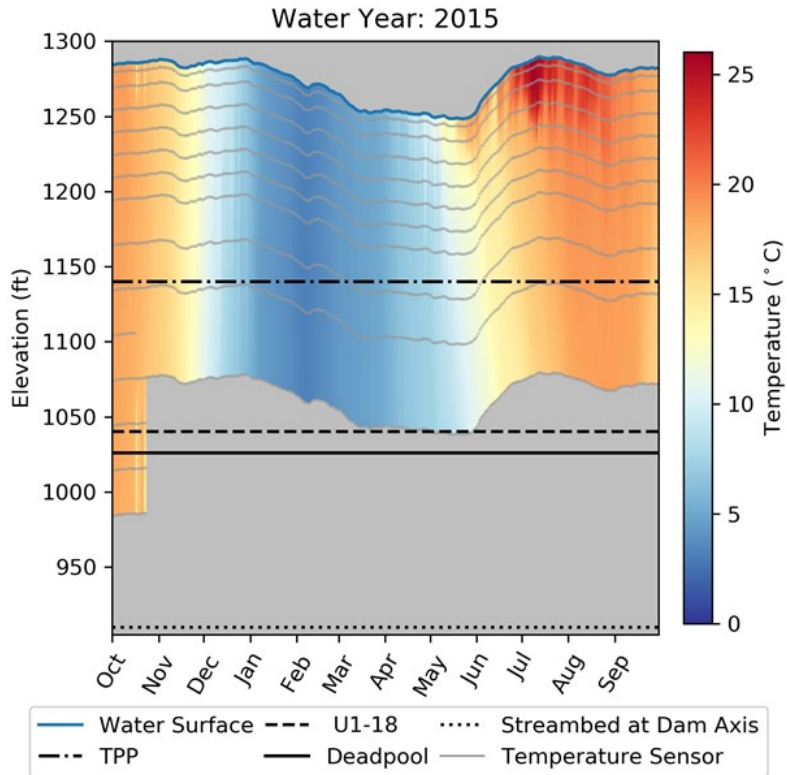 Water Year: 2015
1300
1250
1200
1150
1100
1050
1000
950
Elevation (ft)
Oct Nov Dec Jan Feb Mar Apr May Jun Jul Aug Sep
25
20
15
10
5
0
Temperature (°C)
Water Surface U1-18 Streambed at Dam Axis
TPP Deadpool Temperature Sensor